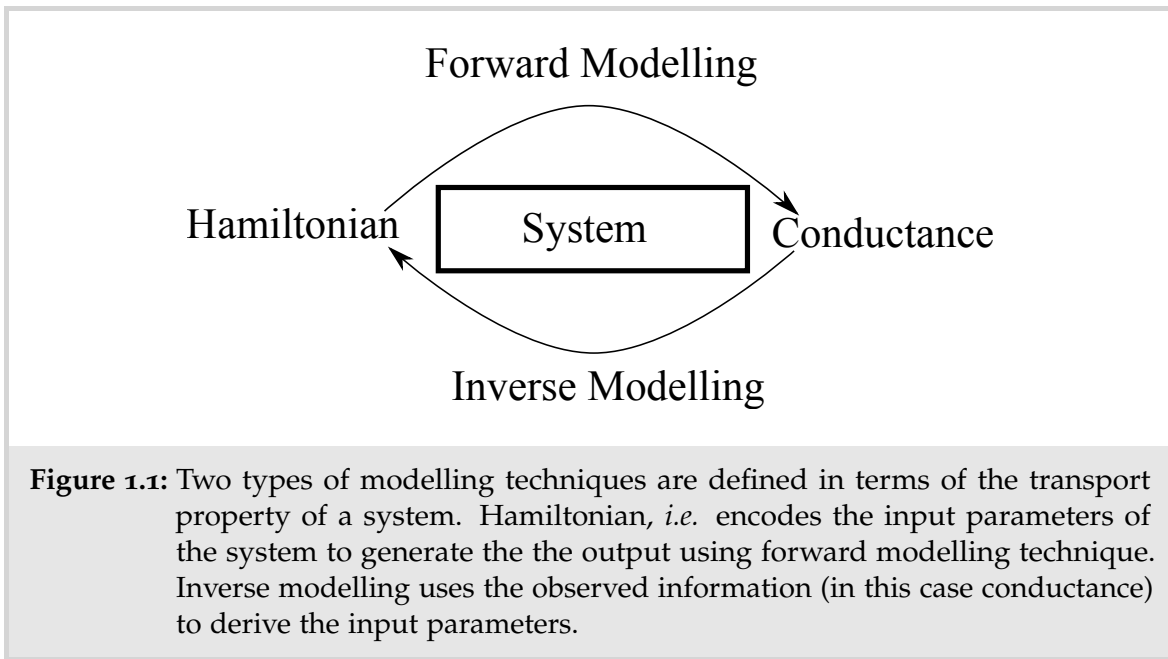 Forward Modelling
Hamiltonian System Conductance
Inverse Modelling
Figure 1.1: Two types of modelling techniques are defined in terms of the transport
property of a system. Hamiltonian, i.e. encodes the input parameters of
the system to generate the the output using forward modelling technique.
Inverse modelling uses the observed information (in this case conductance)
to derive the input parameters.